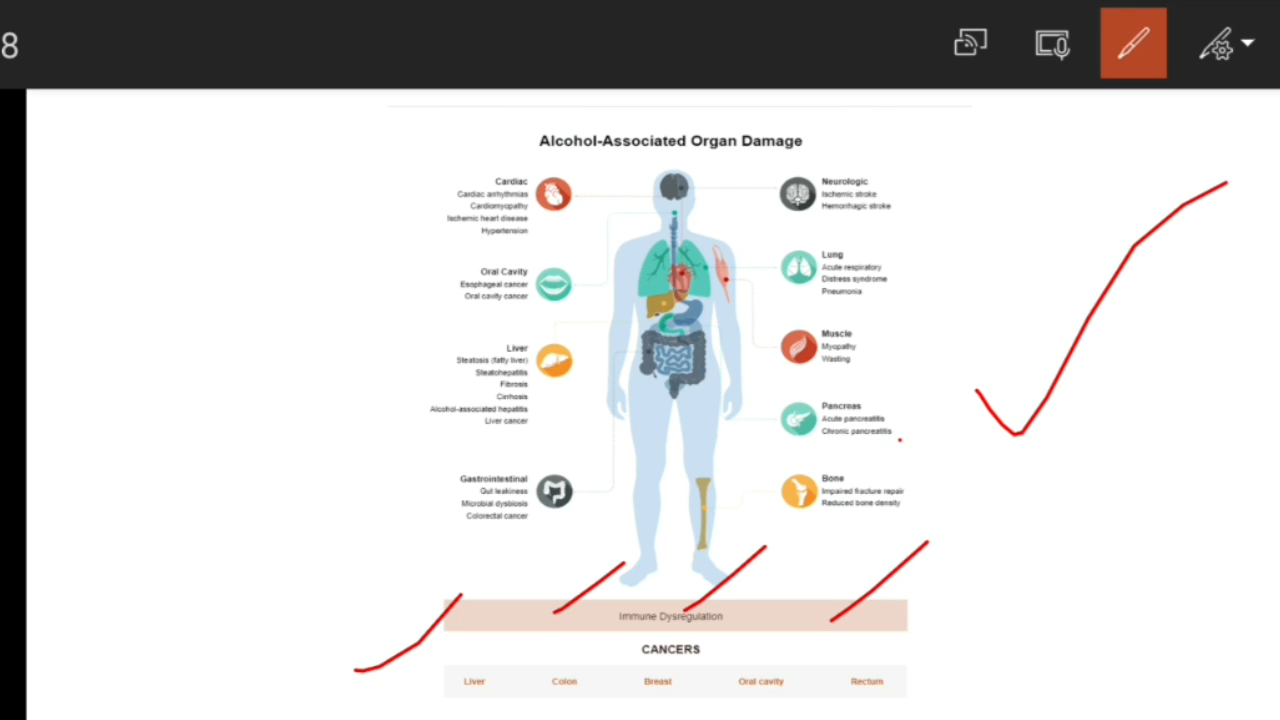 8
Alcohol-Associated Organ Damage
Cardiac
Cardiac arrhythmias
Cardiomyopathy
Ischemic heart disease
Hypertension
Oral Cavity
Esophageal cancer
Oral cavity cancer
Liver
Steatosis (fatty liver)
Steatohepatitis
Fibrosis
Cirrhosis
Alcohol-associated hepatitis
Liver cancer
Gastrointestinal
Gut leakiness
Microbial dysbiosis
Colorectal cancer
Neurologic
Ischemic stroke
Hemorrhagic stroke
Lung
Acute respiratory
Distress syndrome
Pneumonia
Muscle
Myopathy
Wasting
Pancreas
Acute pancreatitis
Chronic pancreatitis
Bone
Impaired fracture repair
Reduced bone density
Immune Dysregulation
CANCERS
Liver Colon Breast Oral cavity Rectum